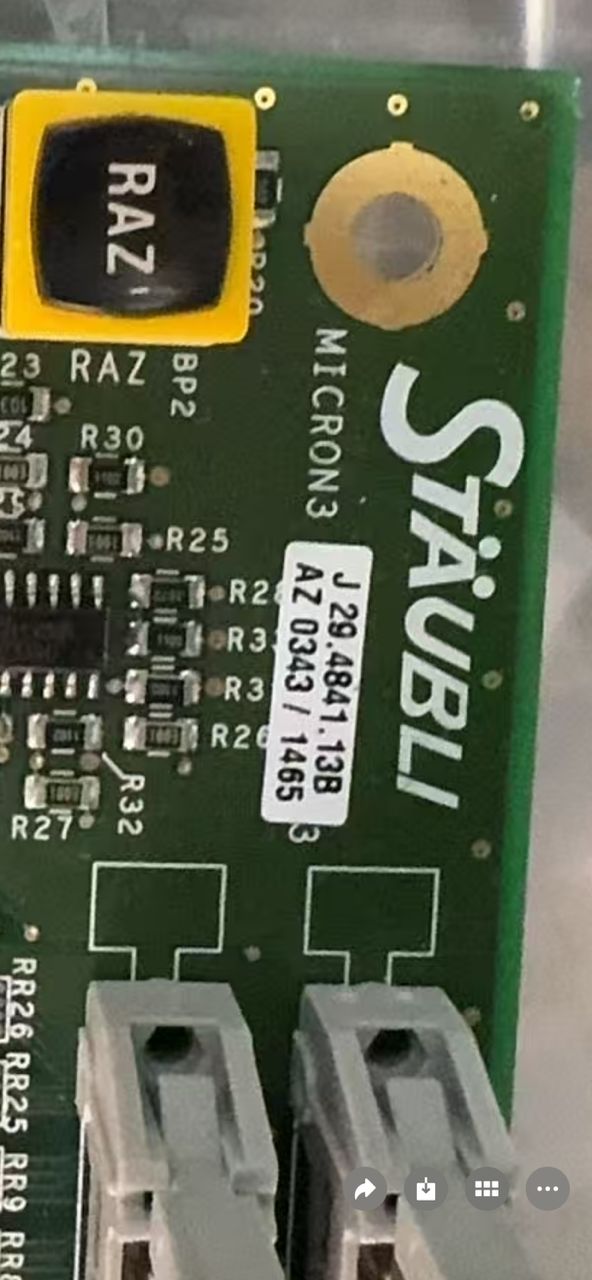 RAZ
23
RAZ
BP2
MICRON3
STÄUBLI
24
R30
R25
J 29.4841.13B
AZ 0343 / 1465
R26
R32
R27
RR26
RR25
RR9